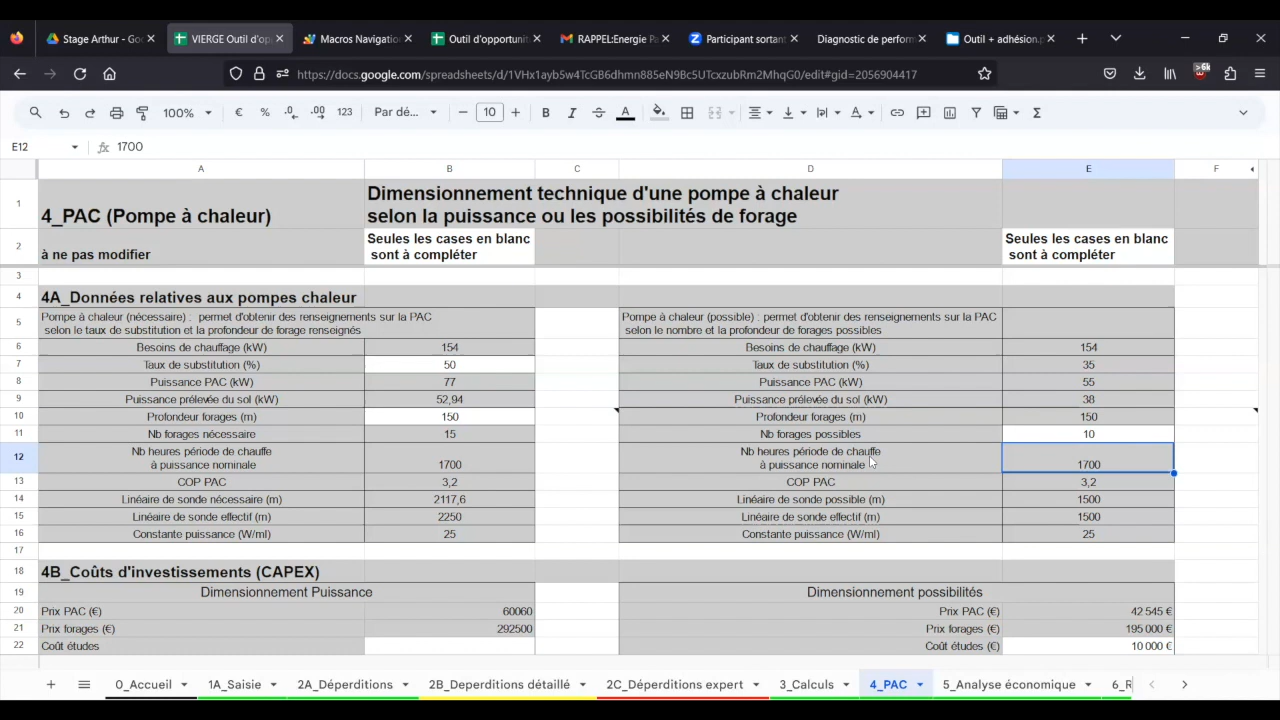 Stage Arthur - Goo
VIERGE Outil d'op
Macros Navigation
Outil d'opportunit
RAPPEL:Energie Pa
Participant sortant
Diagnostic de perform
Outil + adhésion.p
https://docs.google.com/spreadsheets/d/1VHx1ayb5w4TcGB6dhmn885eN9Bc5UTcxzubRm2MhqG0/edit#gid=2056904417
>6k
100% € % .0 .00 123 Par dé... − 10 + B I S A Σ
E12 fx 1700
A B C D E F
1 4_PAC (Pompe à chaleur) Dimensionnement technique d'une pompe à chaleur
selon la puissance ou les possibilités de forage
2 à ne pas modifier Seules les cases en blanc
sont à compléter Seules les cases en blanc
sont à compléter
3
4 4A_Données relatives aux pompes chaleur
5 Pompe à chaleur (nécessaire) : permet d'obtenir des renseignements sur la PAC
selon le taux de substitution et la profondeur de forage renseignés Pompe à chaleur (possible) : permet d'obtenir des renseignements sur la PAC
selon le nombre et la profondeur de forages possibles
6 Besoins de chauffage (kW) 154 Besoins de chauffage (kW) 154
7 Taux de substitution (%) 50 Taux de substitution (%) 35
8 Puissance PAC (kW) 77 Puissance PAC (kW) 55
9 Puissance prélevée du sol (kW) 52,94 Puissance prélevée du sol (kW) 38
10 Profondeur forages (m) 150 Profondeur forages (m) 150
11 Nb forages nécessaire 15 Nb forages possibles 10
12 Nb heures période de chauffe
à puissance nominale 1700 Nb heures période de chauffe
à puissance nominale 1700
13 COP PAC 3,2 COP PAC 3,2
14 Linéaire de sonde nécessaire (m) 2117,6 Linéaire de sonde possible (m) 1500
15 Linéaire de sonde effectif (m) 2250 Linéaire de sonde effectif (m) 1500
16 Constante puissance (W/ml) 25 Constante puissance (W/ml) 25
17
18 4B_Coûts d'investissements (CAPEX)
19 Dimensionnement Puissance Dimensionnement possibilités
20 Prix PAC (€) 60060 Prix PAC (€) 42 545 €
21 Prix forages (€) 292500 Prix forages (€) 195 000 €
22 Coût études Coût études (€) 10 000 €
0_Accueil 1A_Saisie 2A_Déperditions 2B_Deperditions détaillé 2C_Déperditions expert 3_Calculs 4_PAC 5_Analyse économique 6_R